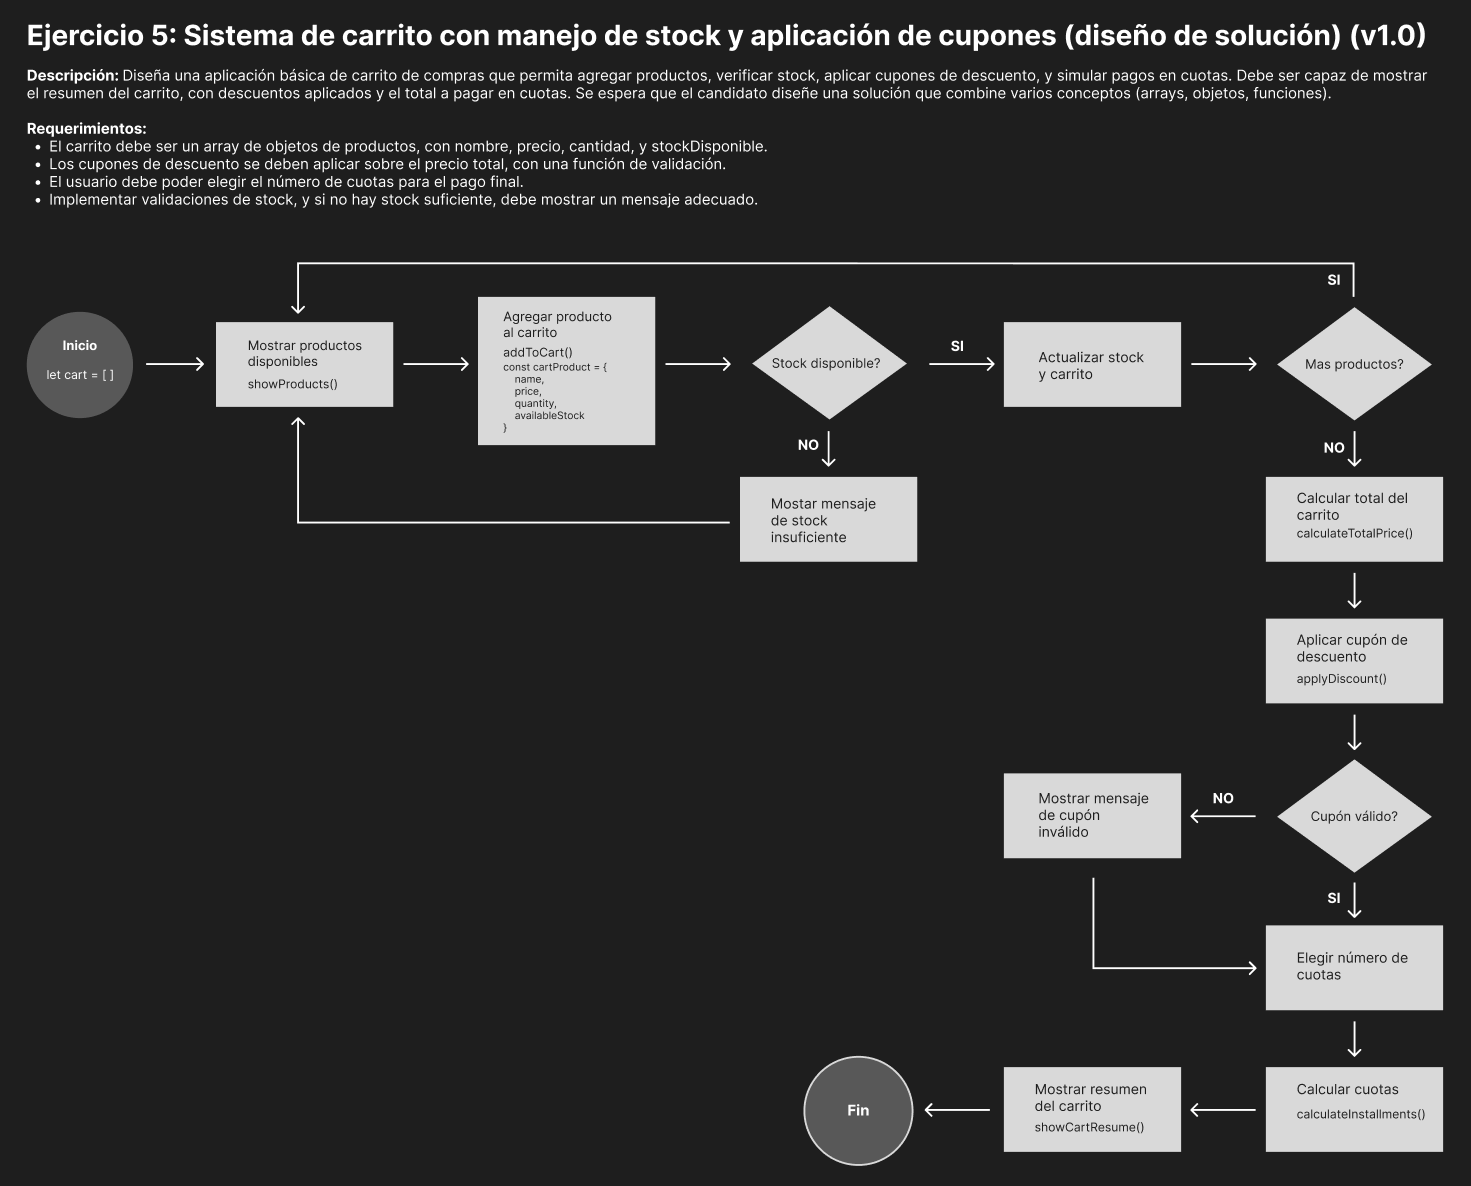 Ejercicio 5: Sistema de carrito con manejo de stock y aplicación de cupones (diseño de solución) (v1.0)
Descripción: Diseña una aplicación básica de carrito de compras que permita agregar productos, verificar stock, aplicar cupones de descuento, y simular pagos en cuotas. Debe ser capaz de mostrar
el resumen del carrito, con descuentos aplicados y el total a pagar en cuotas. Se espera que el candidato diseñe una solución que combine varios conceptos (arrays, objetos, funciones).
Requerimientos:
• El carrito debe ser un array de objetos de productos, con nombre, precio, cantidad, y stockDisponible.
• Los cupones de descuento se deben aplicar sobre el precio total, con una función de validación.
• El usuario debe poder elegir el número de cuotas para el pago final.
• Implementar validaciones de stock, y si no hay stock suficiente, debe mostrar un mensaje adecuado.
Inicio
let cart = [ ]
Mostrar productos
disponibles
showProducts()
Agregar producto
al carrito
addToCart()
const cartProduct = {
name,
price,
quantity,
availableStock
}
Stock disponible?
SI
Actualizar stock
y carrito
Mas productos?
SI
NO
Mostar mensaje
de stock
insuficiente
NO
Calcular total del
carrito
calculateTotalPrice()
Aplicar cupón de
descuento
applyDiscount()
Cupón válido?
NO
Mostrar mensaje
de cupón
inválido
SI
Elegir número de
cuotas
Calcular cuotas
calculateInstallments()
Mostrar resumen
del carrito
showCartResume()
Fin